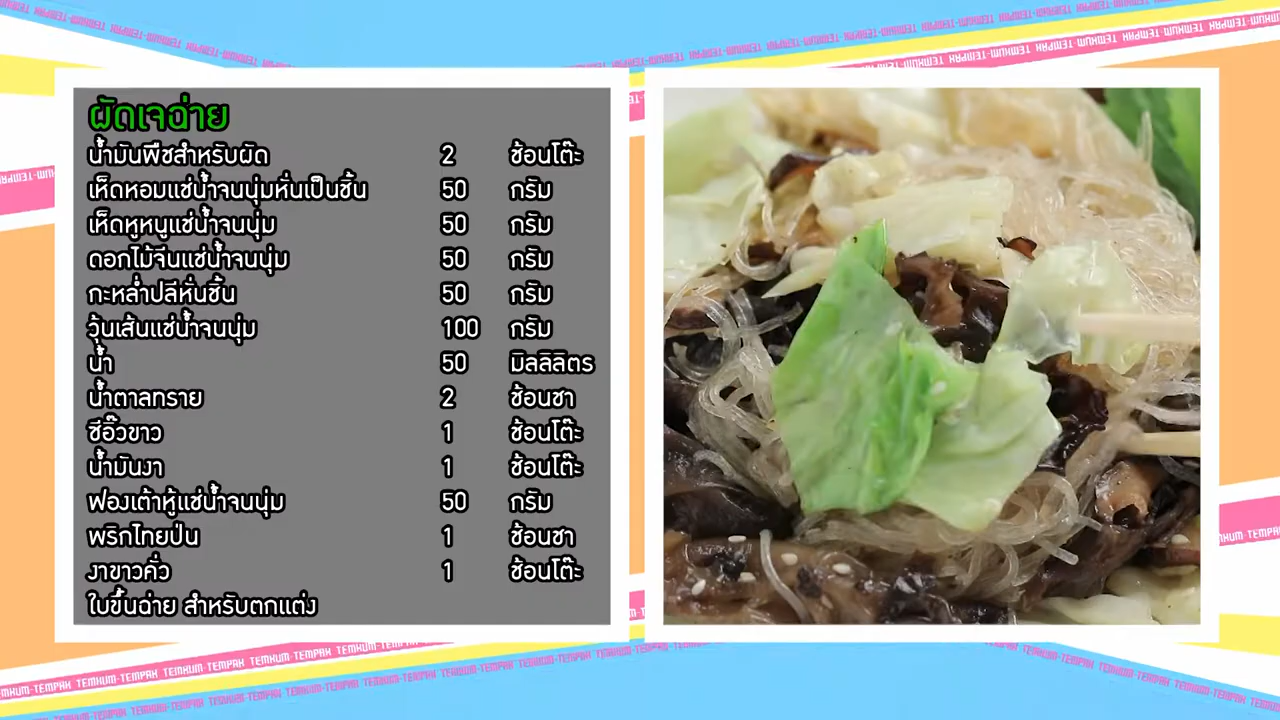 ผัดเจฉ่าย
น้ำมันพืชสำหรับผัด 2 ช้อนโต๊ะ
เห็ดหอมแช่น้ำจนนุ่มหั่นเป็นชิ้น 50 กรัม
เห็ดหูหนูแช่น้ำจนนุ่ม 50 กรัม
ดอกไม้จีนแช่น้ำจนนุ่ม 50 กรัม
กะหล่ำปลีหั่นชิ้น 50 กรัม
วุ้นเส้นแช่น้ำจนนุ่ม 100 กรัม
น้ำ 50 มิลลิลิตร
น้ำตาลทราย 2 ช้อนชา
ซีอิ๊วขาว 1 ช้อนโต๊ะ
น้ำมันงา 1 ช้อนโต๊ะ
ฟองเต้าหู้แช่น้ำจนนุ่ม 50 กรัม
พริกไทยป่น 1 ช้อนชา
งาขาวคั่ว 1 ช้อนโต๊ะ
ใบขึ้นฉ่าย สำหรับตกแต่ง
TEMKUM-TEMPAK TEMKUM-TEMPAK TEMKUM-TEMPAK TEMKUM-TEMPAK